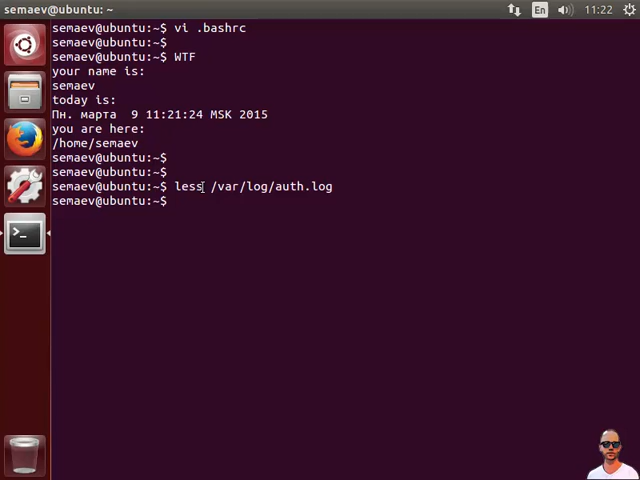 semaev@ubuntu: ~
En
11:22
semaev@ubuntu:~$ vi .bashrc
semaev@ubuntu:~$
semaev@ubuntu:~$ WTF
your name is:
semaev
today is:
Пн. марта  9 11:21:24 MSK 2015
you are here:
/home/semaev
semaev@ubuntu:~$
semaev@ubuntu:~$
semaev@ubuntu:~$ less /var/log/auth.log
semaev@ubuntu:~$
>_